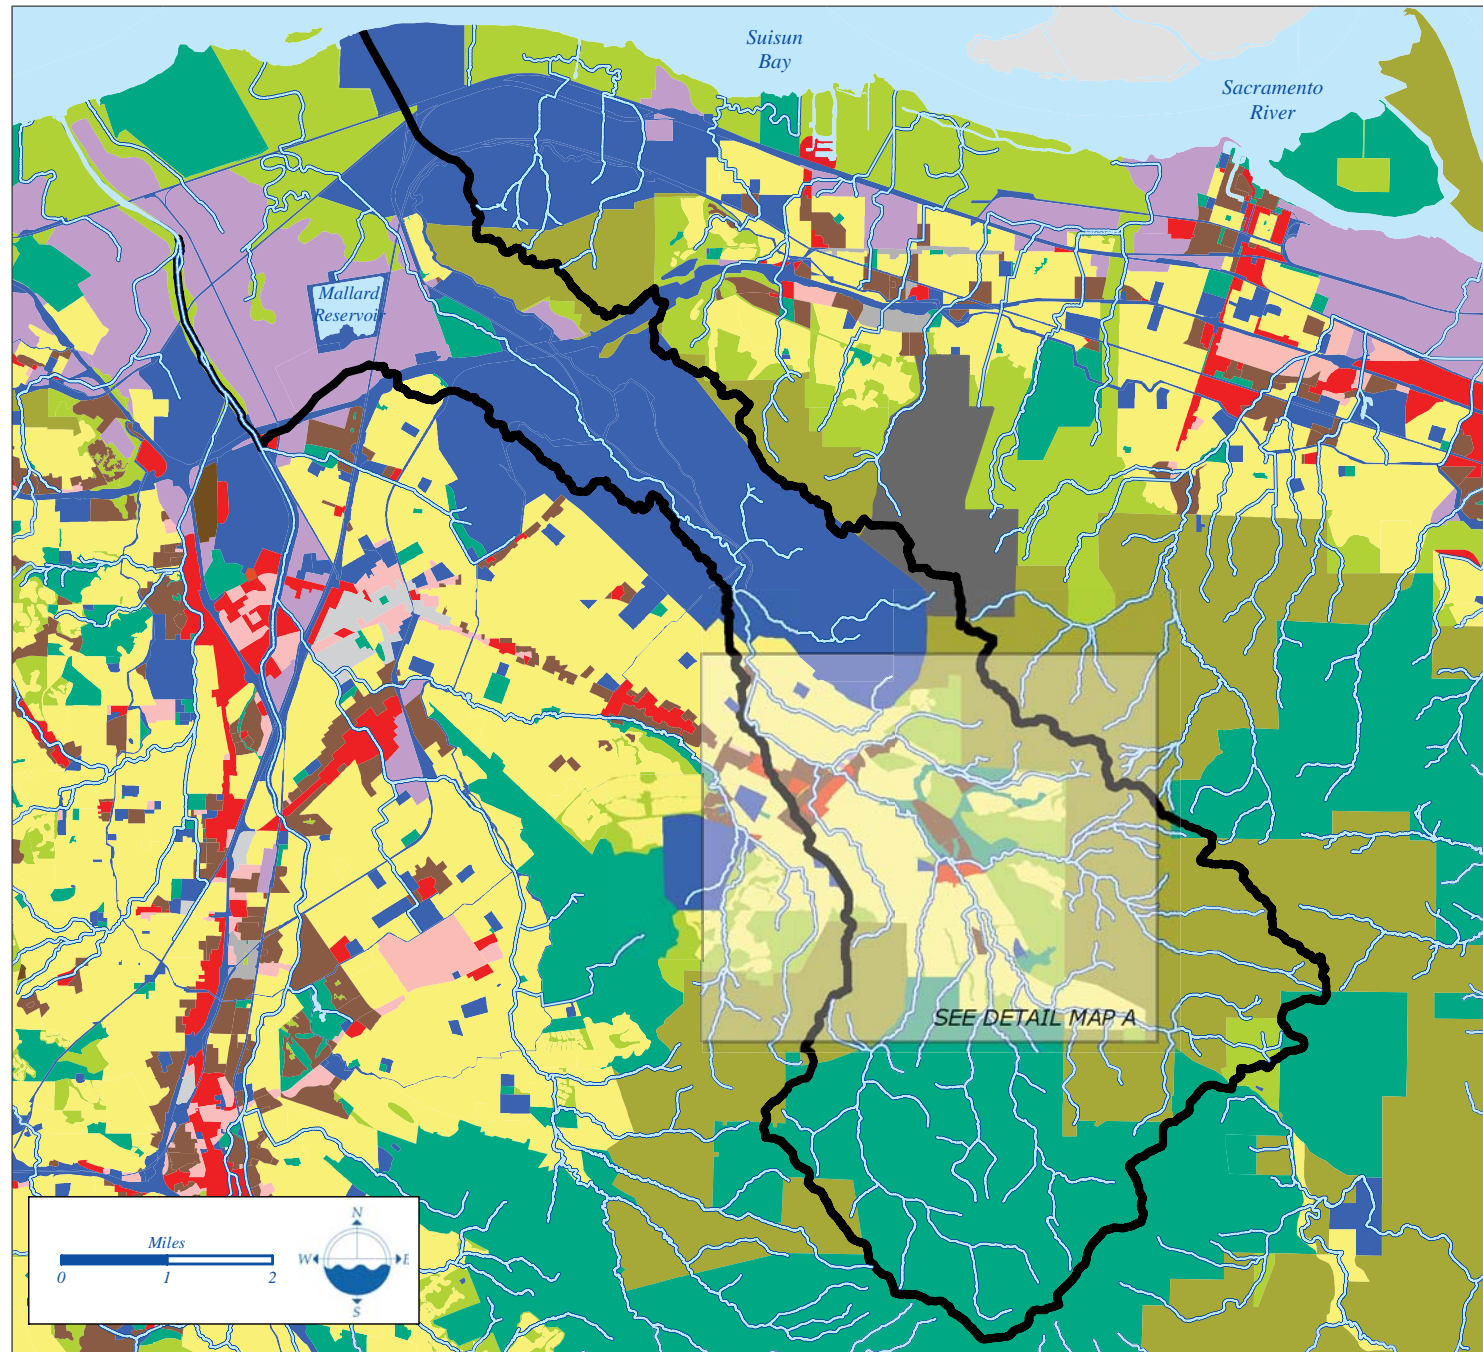 Suisun
Bay
Sacramento
River
Mallard
Reservoir
SEE DETAIL MAP A
Miles
0 1 2
N
W E
S